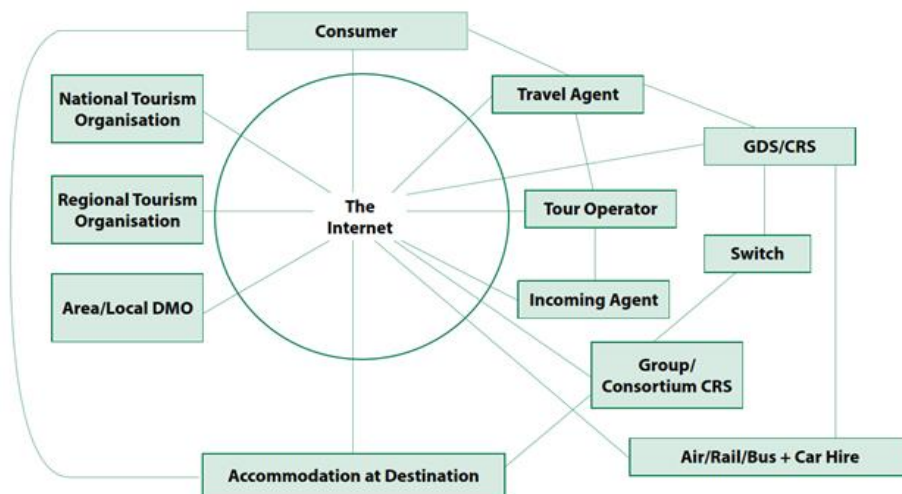 Consumer
National Tourism
Organisation
Travel Agent
GDS/CRS
Regional Tourism
Organisation
The
Internet
Tour Operator
Switch
Area/Local DMO
Incoming Agent
Group/
Consortium CRS
Accommodation at Destination
Air/Rail/Bus + Car Hire